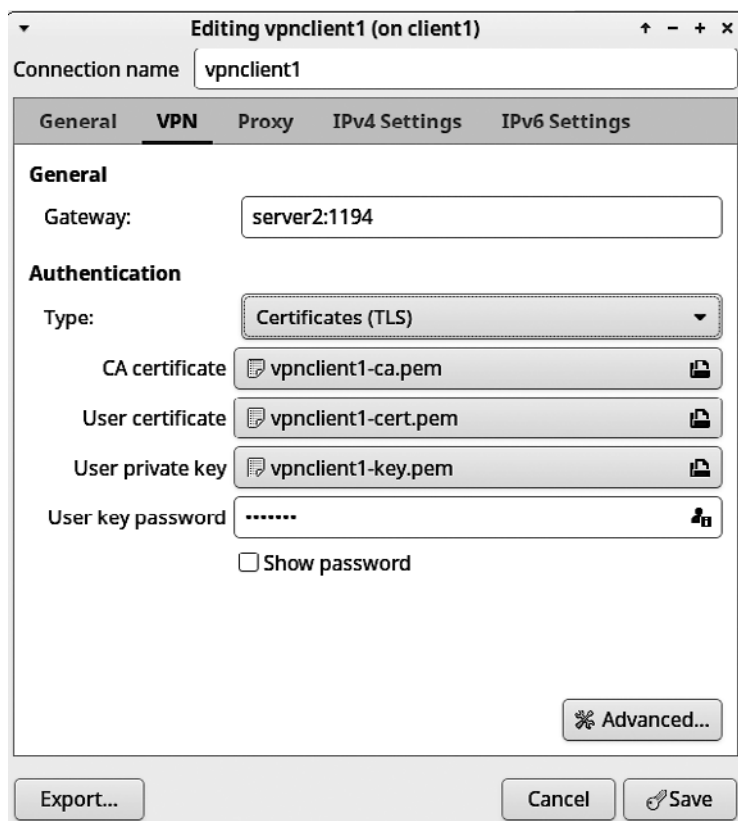 Editing vpnclient1 (on client1)
Connection name vpnclient1
General VPN Proxy IPv4 Settings IPv6 Settings
General
Gateway: server2:1194
Authentication
Type: Certificates (TLS)
CA certificate vpnclient1-ca.pem
User certificate vpnclient1-cert.pem
User private key vpnclient1-key.pem
User key password •••••••
Show password
Advanced...
Export... Cancel Save